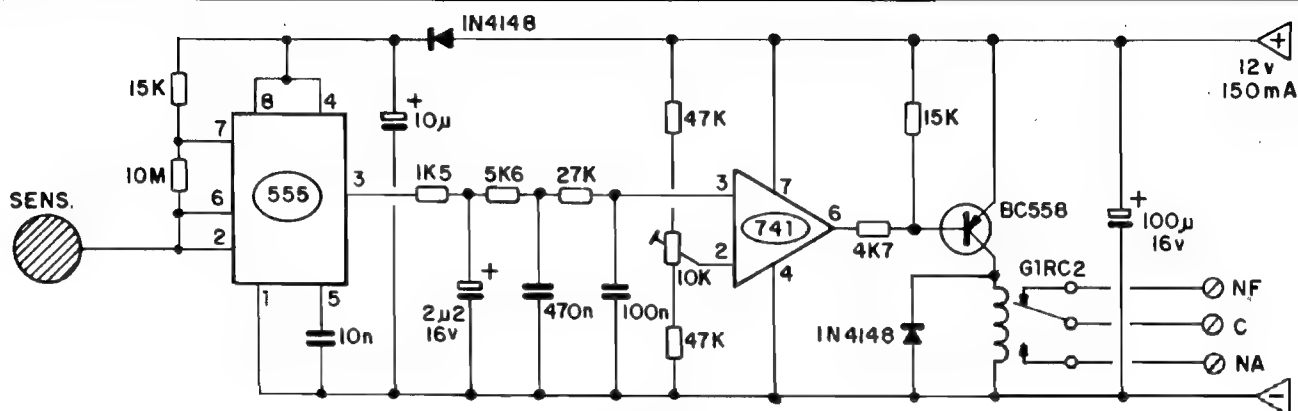 1N4148
15K
8
4
+
10μ
47K
15K
+
12v
150mA
7
10M
6
2
555
3
1K5
5K6
27K
3
7
741
6
2
4
4K7
BC558
+
100μ
16v
SENS.
1
5
10n
+
2μ2
16v
470n
100n
10K
47K
1N4148
G1RC2
NF
C
NA
−